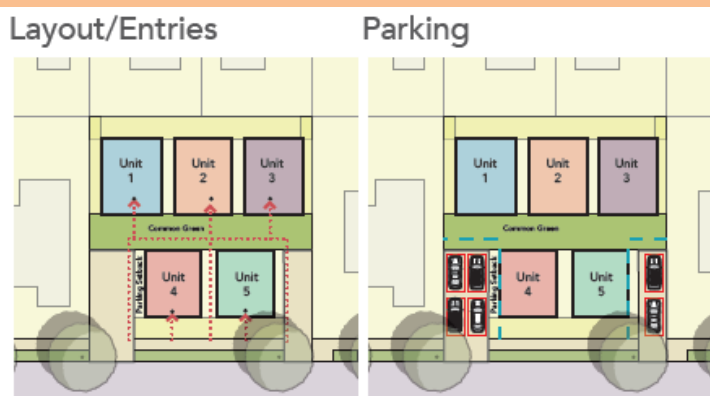 Layout/Entries
Parking
Unit
1
Unit
2
Unit
3
Common Green
Parking Setback
Unit
4
Unit
5
Unit
1
Unit
2
Unit
3
Common Green
Parking Setback
Unit
4
Unit
5